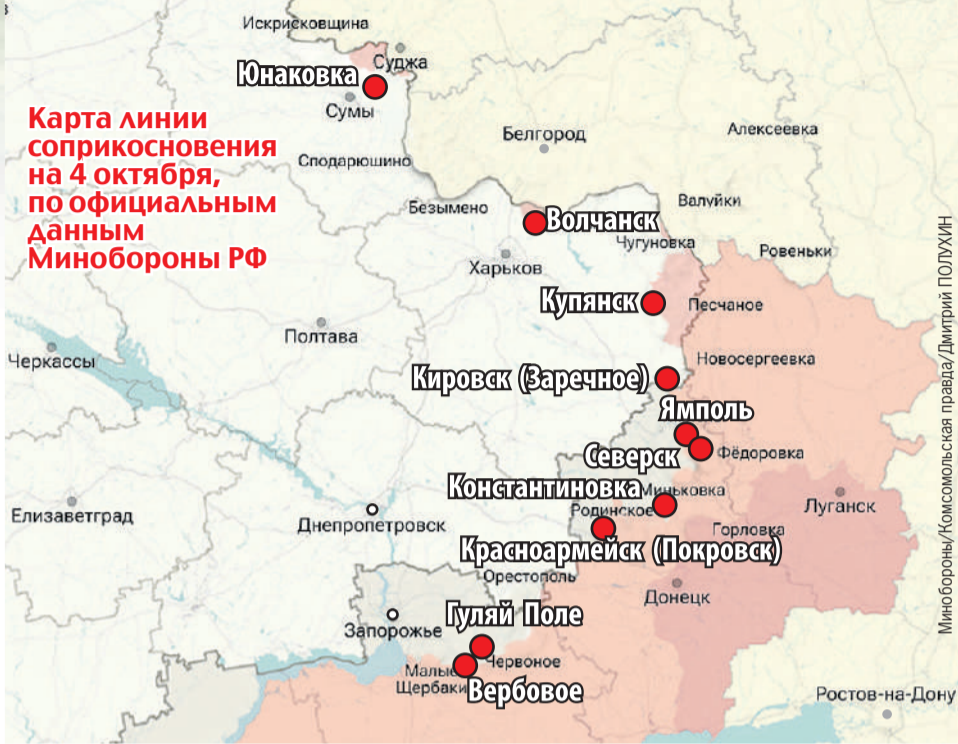 в
Искрисковщина
Суджа
Юнаковка
Сумы
Карта линии
соприкосновения
на 4 октября,
по официальным
данным
Минобороны РФ
Белгород
Алексеевка
Сподарюшино
Безымено
Валуйки
Волчанск
Чугуновка
Ровеньки
Харьков
Купянск
Песчаное
Полтава
Черкассы
Новосергеевка
Кировск (Заречное)
Ямполь
Северск
Фёдоровка
Константиновка
Миньковка
Родинское
Луганск
Елизаветград
Днепропетровск
Горловка
Красноармейск (Покровск)
Орестополь
Донецк
Гуляй Поле
Запорожье
Червоное
Малые
Щербаки
Вербовое
Ростов-на-Дону
Минобороны/Комсомольская правда/Дмитрий ПОЛУХИН